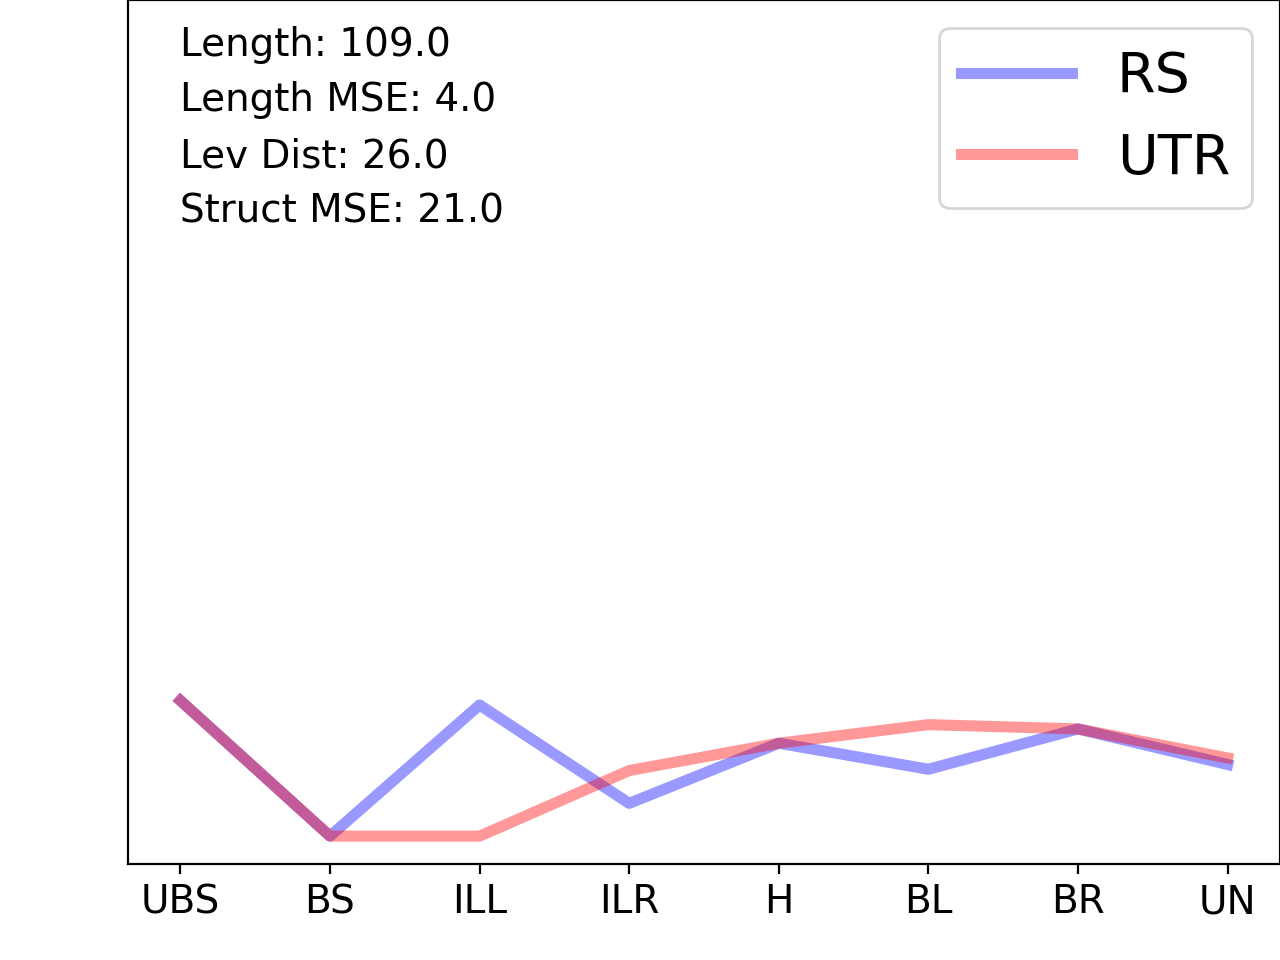 Length: 109.0
Length MSE: 4.0
Lev Dist: 26.0
Struct MSE: 21.0
RS
UTR
UBS BS ILL ILR H BL BR UN